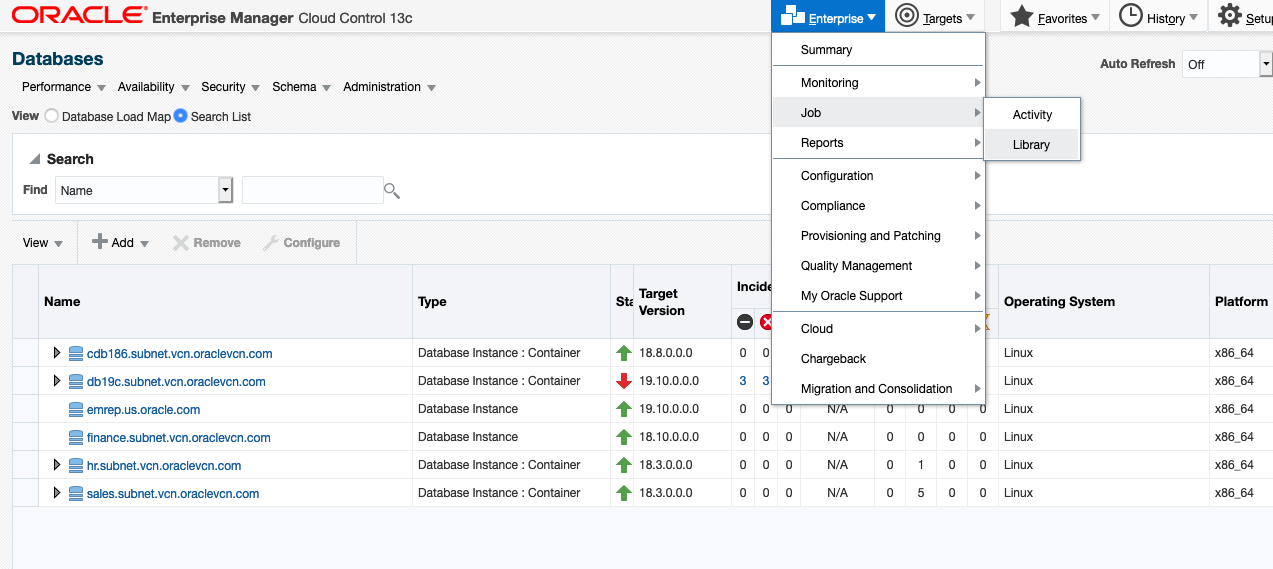 ORACLE® Enterprise Manager Cloud Control 13c
Enterprise
Targets
Favorites
History
Setu
Databases
Auto Refresh Off
Performance Availability Security Schema Administration
View Database Load Map Search List
Search
Find Name
View Add Remove Configure
Summary
Monitoring
Job
Reports
Configuration
Compliance
Provisioning and Patching
Quality Management
My Oracle Support
Cloud
Chargeback
Migration and Consolidation
Activity
Library
Name Type Sta Target Version Incide Operating System Platform
cdb186.subnet.vcn.oraclevcn.com Database Instance : Container 18.8.0.0.0 0 0 Linux x86_64
db19c.subnet.vcn.oraclevcn.com Database Instance : Container 19.10.0.0.0 3 3 Linux x86_64
emrep.us.oracle.com Database Instance 19.10.0.0.0 0 0 0 N/A 0 0 0 0 Linux x86_64
finance.subnet.vcn.oraclevcn.com Database Instance 18.10.0.0.0 0 0 0 N/A 0 0 0 0 Linux x86_64
hr.subnet.vcn.oraclevcn.com Database Instance : Container 18.3.0.0.0 0 0 0 N/A 0 1 0 0 Linux x86_64
sales.subnet.vcn.oraclevcn.com Database Instance : Container 18.3.0.0.0 0 0 0 N/A 0 5 0 0 Linux x86_64